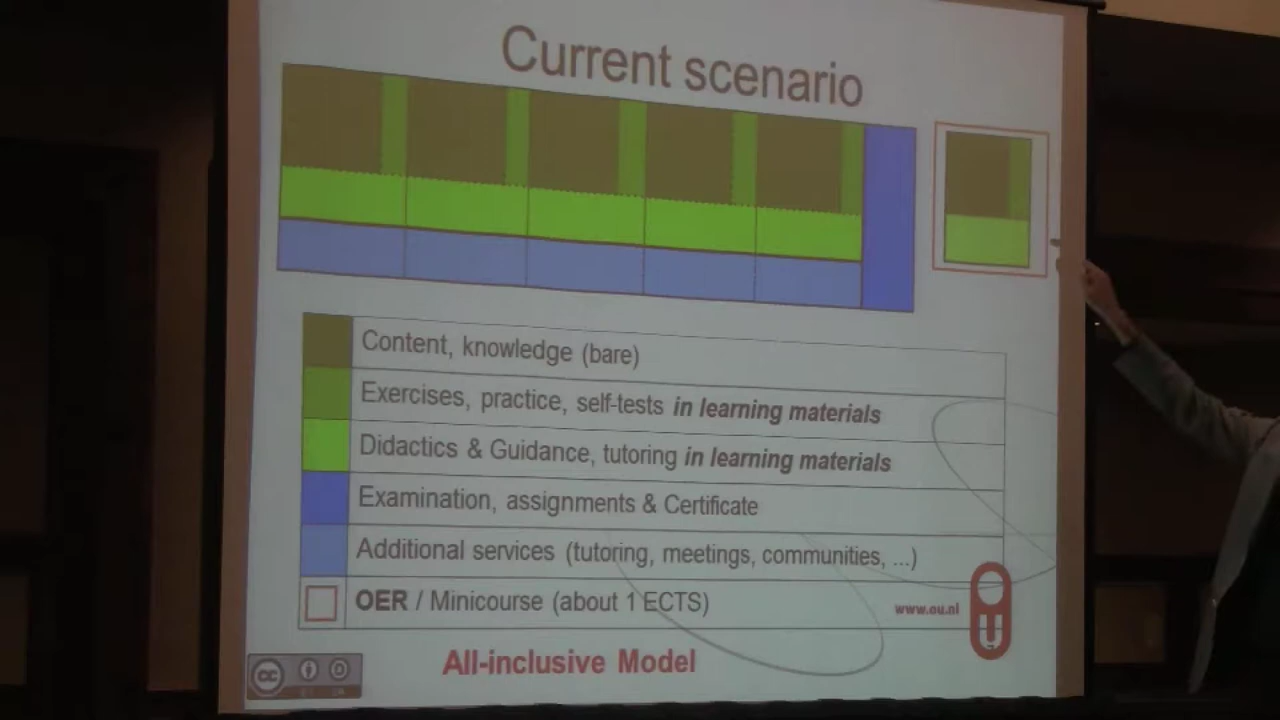 Current scenario
Content, knowledge (bare)
Exercises, practice, self-tests in learning materials
Didactics & Guidance, tutoring in learning materials
Examination, assignments & Certificate
Additional services (tutoring, meetings, communities, ...)
OER / Minicourse (about 1 ECTS)
www.ou.nl
All-inclusive Model
cc